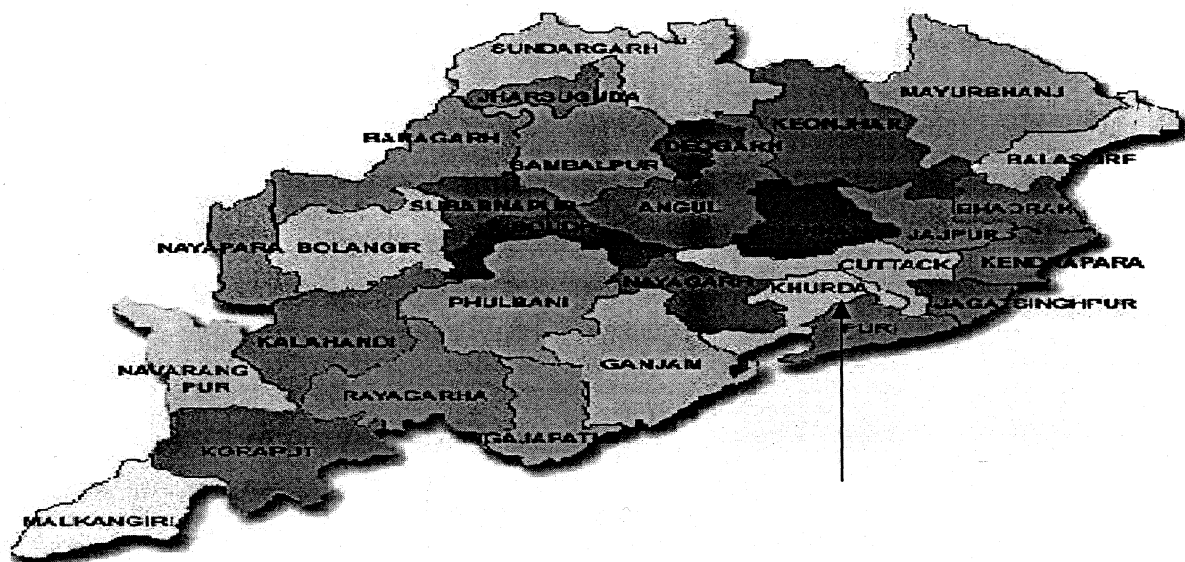 SUNDARGARH
JHARSUGUDA
MAYURBHANJ
KEONJHAR
BARAGARH
DEOGARH
SAMBALPUR
BALASORE
SUBARNAPUR
ANGUL
BHADRAK
JAJPUR
NAYAPARA
BOLANGIR
CUTTACK
KENDRAPARA
NAYAGARH
KHURDA
PHULBANI
JAGATSINGHPUR
PURI
KALAHANDI
GANJAM
NAVARANG
PUR
RAYAGARHA
GAJAPATI
KORAPUT
MALKANGIRI